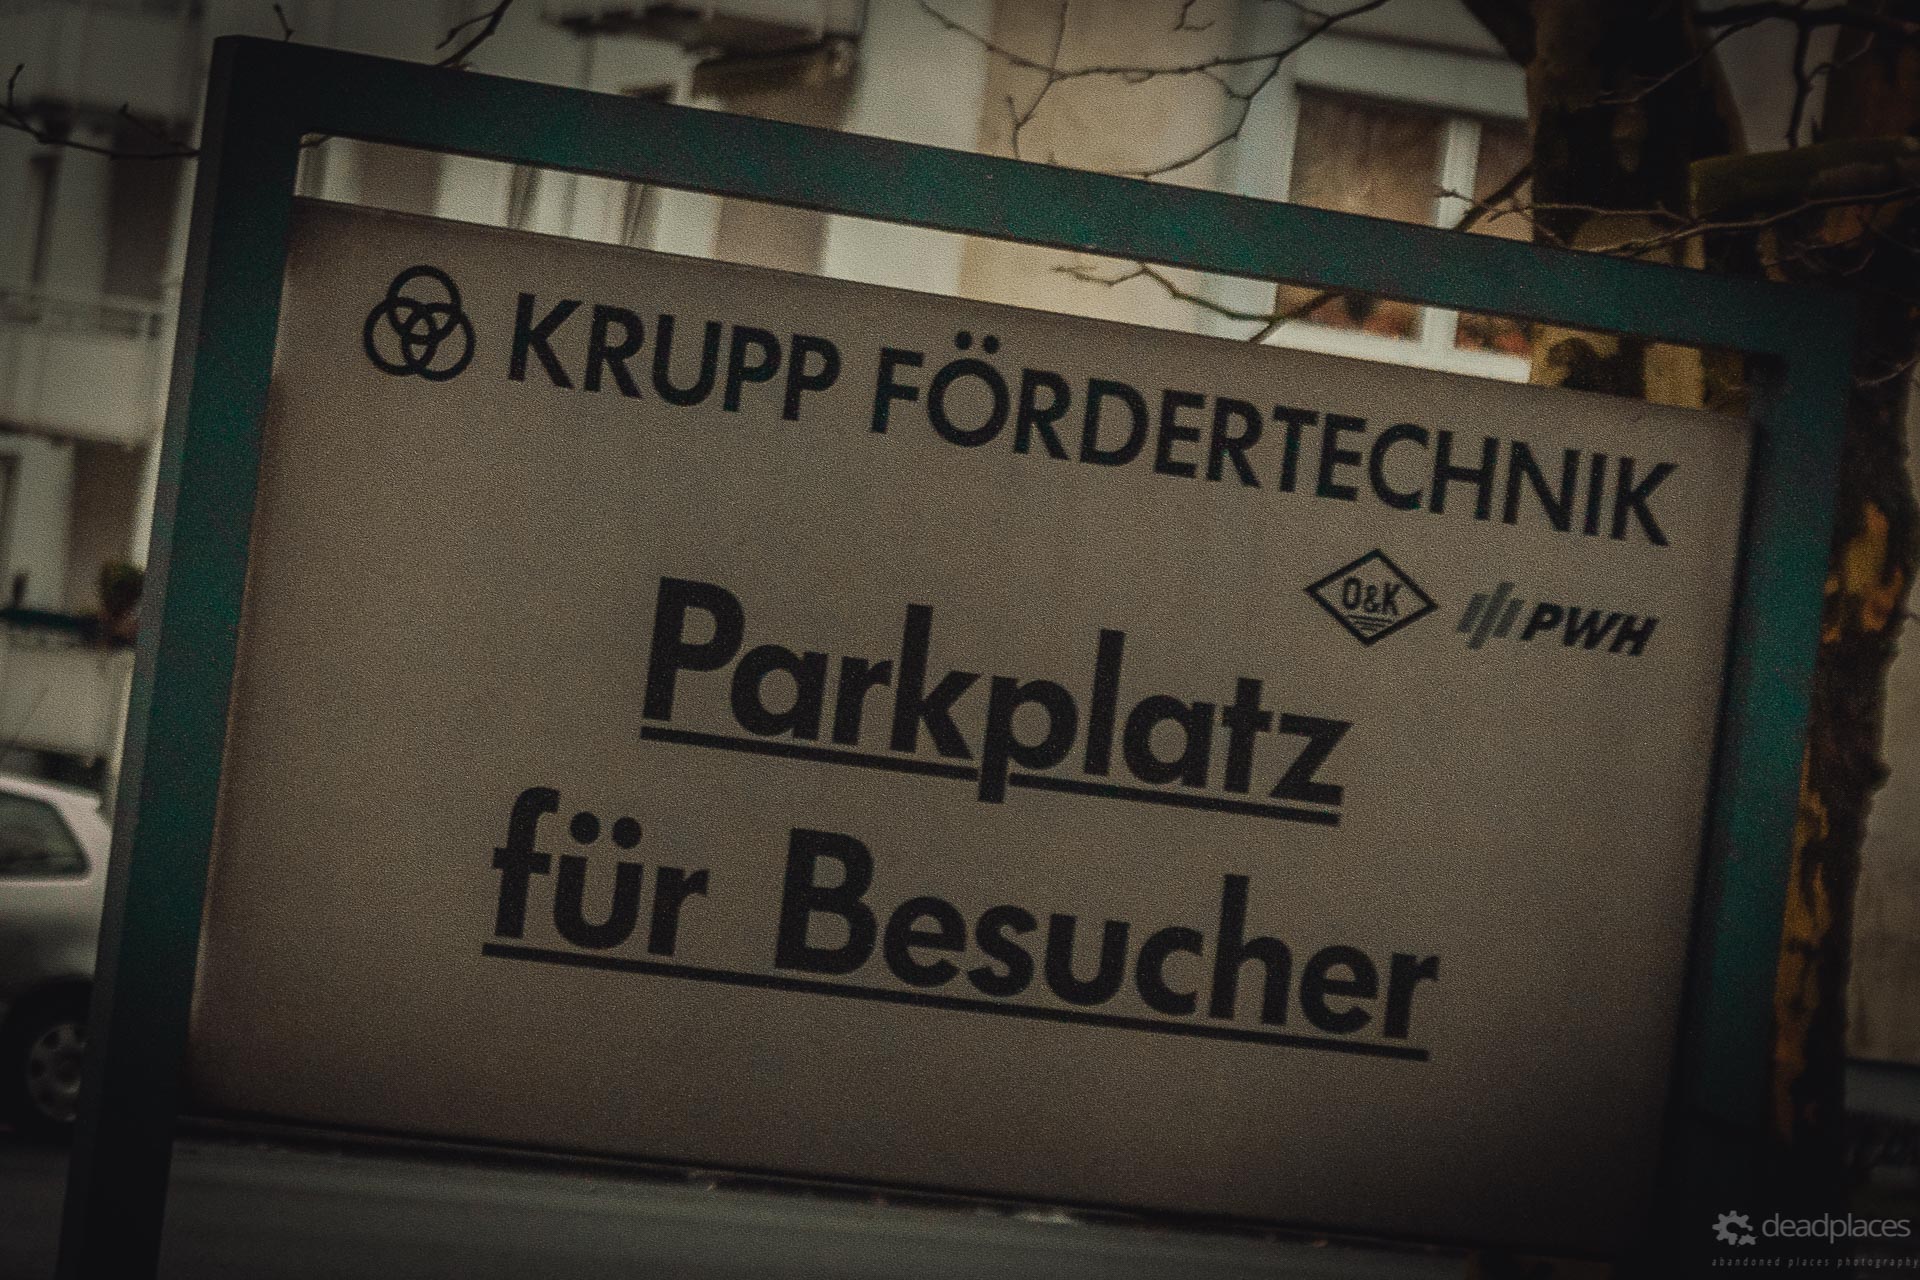 KRUPP FÖRDERTECHNIK
O&K PWH
Parkplatz
für Besucher
deadplaces
abandoned places photography